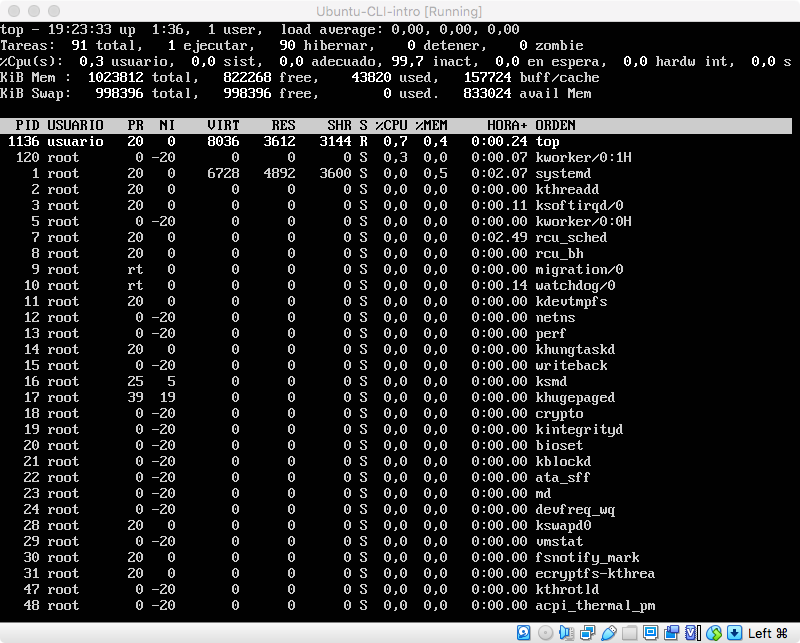 Ubuntu-CLI-intro [Running]
top - 19:23:33 up  1:36,  1 user,  load average: 0,00, 0,00, 0,00
Tareas:  91 total,   1 ejecutar,  90 hibernar,   0 detener,   0 zombie
%Cpu(s):  0,3 usuario,  0,0 sist,  0,0 adecuado, 99,7 inact,  0,0 en espera,  0,0 hardw int,  0,0 s
KiB Mem :  1023812 total,   822268 free,    43820 used,   157724 buff/cache
KiB Swap:   998396 total,   998396 free,        0 used.   833024 avail Mem
PID USUARIO   PR  NI    VIRT    RES    SHR S %CPU %MEM     HORA+ ORDEN
1136 usuario   20   0    8036   3612   3144 R  0,7  0,4   0:00.24 top
120 root       0 -20       0      0      0 S  0,3  0,0   0:00.07 kworker/0:1H
1 root      20   0    6728   4892   3600 S  0,0  0,5   0:02.07 systemd
2 root      20   0       0      0      0 S  0,0  0,0   0:00.00 kthreadd
3 root      20   0       0      0      0 S  0,0  0,0   0:00.11 ksoftirqd/0
5 root       0 -20       0      0      0 S  0,0  0,0   0:00.00 kworker/0:0H
7 root      20   0       0      0      0 S  0,0  0,0   0:02.49 rcu_sched
8 root      20   0       0      0      0 S  0,0  0,0   0:00.00 rcu_bh
9 root      rt   0       0      0      0 S  0,0  0,0   0:00.00 migration/0
10 root      rt   0       0      0      0 S  0,0  0,0   0:00.14 watchdog/0
11 root      20   0       0      0      0 S  0,0  0,0   0:00.00 kdevtmpfs
12 root       0 -20       0      0      0 S  0,0  0,0   0:00.00 netns
13 root       0 -20       0      0      0 S  0,0  0,0   0:00.00 perf
14 root      20   0       0      0      0 S  0,0  0,0   0:00.00 khungtaskd
15 root       0 -20       0      0      0 S  0,0  0,0   0:00.00 writeback
16 root      25   5       0      0      0 S  0,0  0,0   0:00.00 ksmd
17 root      39  19       0      0      0 S  0,0  0,0   0:00.00 khugepaged
18 root       0 -20       0      0      0 S  0,0  0,0   0:00.00 crypto
19 root       0 -20       0      0      0 S  0,0  0,0   0:00.00 kintegrityd
20 root       0 -20       0      0      0 S  0,0  0,0   0:00.00 bioset
21 root       0 -20       0      0      0 S  0,0  0,0   0:00.00 kblockd
22 root       0 -20       0      0      0 S  0,0  0,0   0:00.00 ata_sff
23 root       0 -20       0      0      0 S  0,0  0,0   0:00.00 md
24 root       0 -20       0      0      0 S  0,0  0,0   0:00.00 devfreq_wq
28 root      20   0       0      0      0 S  0,0  0,0   0:00.00 kswapd0
29 root       0 -20       0      0      0 S  0,0  0,0   0:00.00 vmstat
30 root      20   0       0      0      0 S  0,0  0,0   0:00.00 fsnotify_mark
31 root      20   0       0      0      0 S  0,0  0,0   0:00.00 ecryptfs-kthrea
47 root       0 -20       0      0      0 S  0,0  0,0   0:00.00 kthrotld
48 root       0 -20       0      0      0 S  0,0  0,0   0:00.00 acpi_thermal_pm
Left ⌘